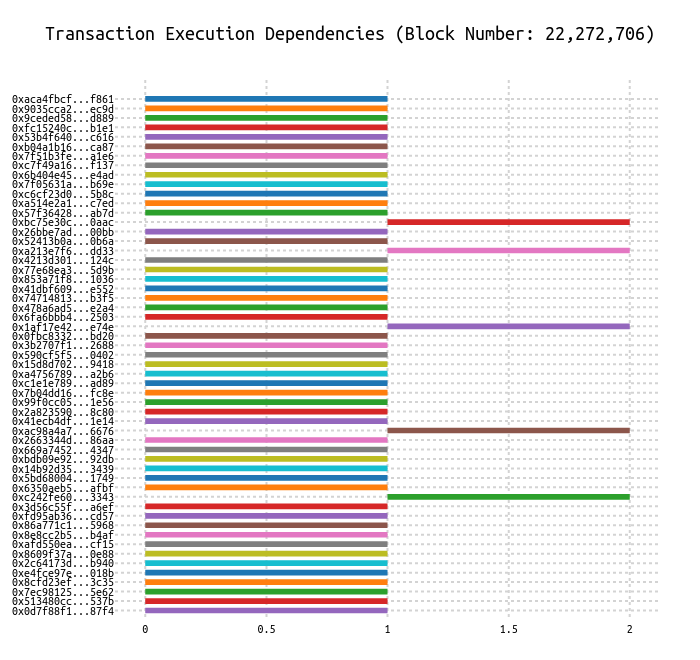 Transaction Execution Dependencies (Block Number: 22,272,706)
0xaca4fbcf...f861
0x9035cca2...ec9d
0x9ceded58...d889
0xfc15240c...b1e1
0x53b4f640...c616
0xb04a1b16...ca87
0x7f51b3fe...a1e6
0xc7f49a16...f137
0x6b404e45...e4ad
0x7f05631a...b69e
0xc6cf23d0...5b8c
0xa514e2a1...c7ed
0x57f36428...ab7d
0xbc75e30c...0aac
0x26bbe7ad...00bb
0x52413b0a...0b6a
0xa213e7f6...dd33
0x4213d301...124c
0x77e68ea3...5d9b
0x853a71f8...1036
0x41dbf609...e552
0x74714813...b3f5
0x478a6ad5...e2a4
0x6fa6bbb4...2503
0x1af17e42...e74e
0x0fbc8332...bd20
0x3b2707f1...2688
0x590cf5f5...0402
0x15d8d702...9418
0xa4756789...a2b6
0xc1e1e789...ad89
0x7b04dd16...fc8e
0x99f0cc05...1e56
0x2a823590...8c80
0x41ecb4df...1e14
0xac98a4a7...6676
0x2663344d...86aa
0x669a7452...4347
0xbdb09e92...92db
0x14b92d35...3439
0x5bd68004...1749
0x6350aeb5...afbf
0xc242fe60...3343
0x3d56c55f...a6ef
0xfd95ab36...cd57
0x86a771c1...5968
0x8e8cc2b5...b4af
0xafd550ea...cf15
0x8609f37a...0e88
0x2c64173d...b940
0xe4fce97e...018b
0x8cfd23ef...3c35
0x7ec98125...5e62
0x513480cc...537b
0x0d7f88f1...87f4
0 0.5 1 1.5 2